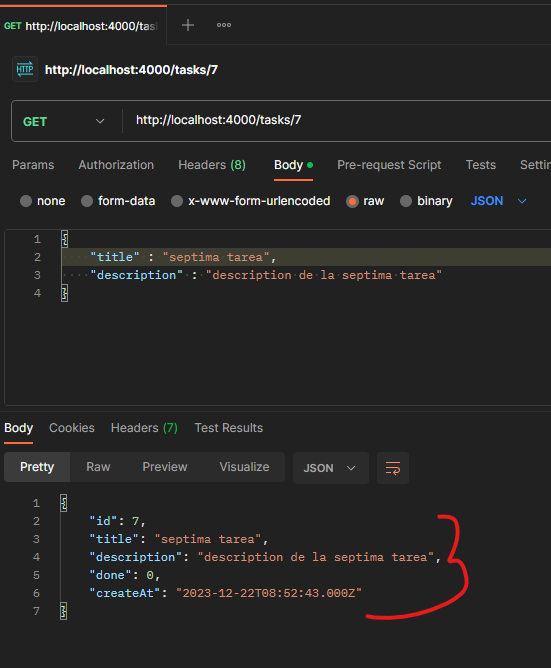 GET http://localhost:4000/tas
HTTP http://localhost:4000/tasks/7
GET http://localhost:4000/tasks/7
Params Authorization Headers (8) Body Pre-request Script Tests Settin
none form-data x-www-form-urlencoded raw binary JSON
1 {
2 "title" : "septima tarea",
3 "description" : "description de la septima tarea"
4 }
Body Cookies Headers (7) Test Results
Pretty Raw Preview Visualize JSON
1 {
2 "id": 7,
3 "title": "septima tarea",
4 "description": "description de la septima tarea",
5 "done": 0,
6 "createAt": "2023-12-22T08:52:43.000Z"
7 }